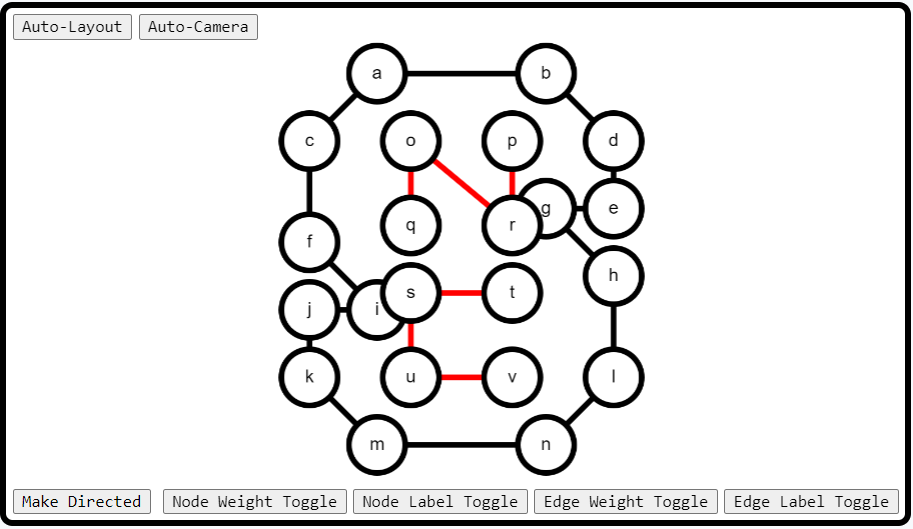 Auto-Layout Auto-Camera
a b
c o p d
g e
f q r
h
s t
j i
k u v l
m n
Make Directed Node Weight Toggle Node Label Toggle Edge Weight Toggle Edge Label Toggle